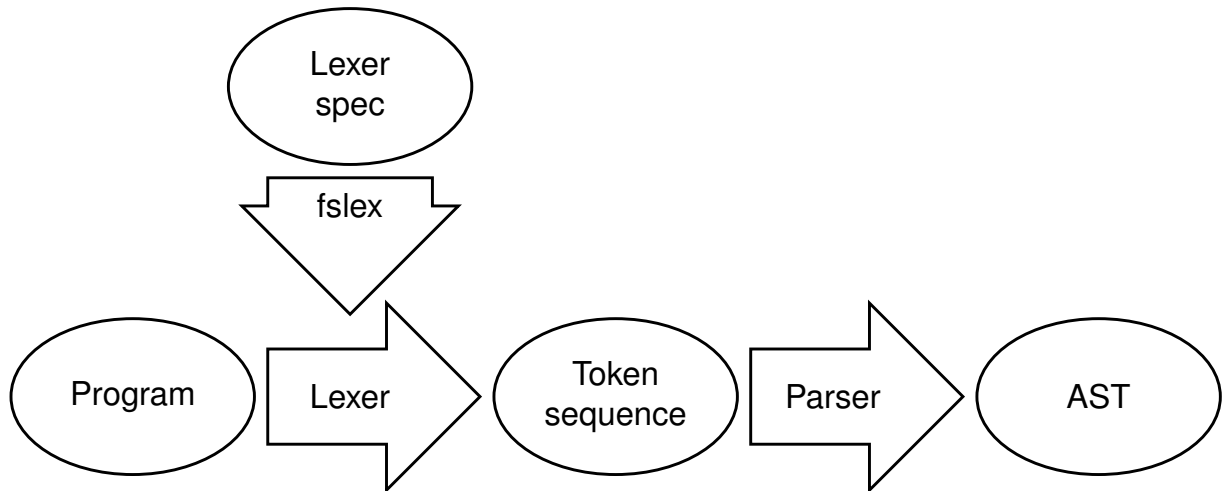 Lexer
spec
fslex
Program
Lexer
Token
sequence
Parser
AST